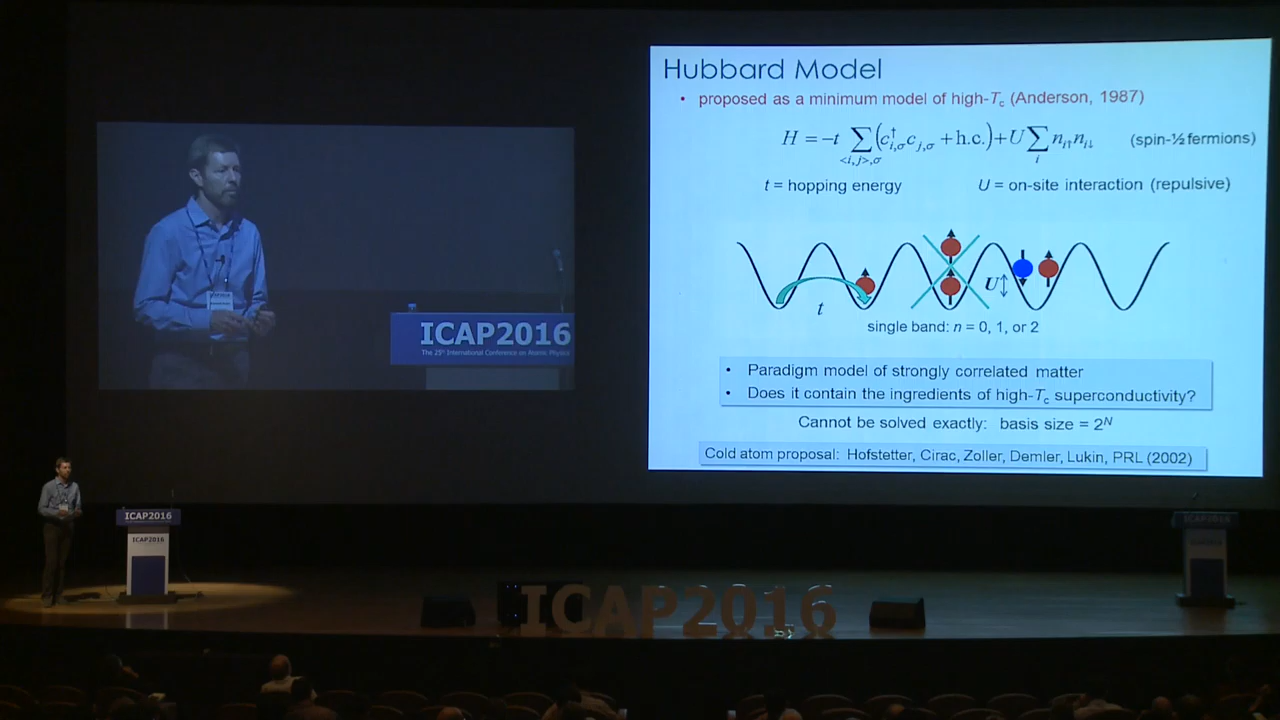 Hubbard Model
• proposed as a minimum model of high-Tc (Anderson, 1987)
H = −t ∑<i,j>,σ (c†i,σ cj,σ + h.c.) + U ∑i ni↑ni↓ (spin-½ fermions)
t = hopping energy U = on-site interaction (repulsive)
U
t
single band: n = 0, 1, or 2
• Paradigm model of strongly correlated matter
• Does it contain the ingredients of high-Tc superconductivity?
Cannot be solved exactly: basis size = 2^N
Cold atom proposal: Hofstetter, Cirac, Zoller, Demler, Lukin, PRL (2002)
ICAP2016
The 25th International Conference on Atomic Physics
ICAP2016
ICAP2016
ICAP2016
ICAP2016